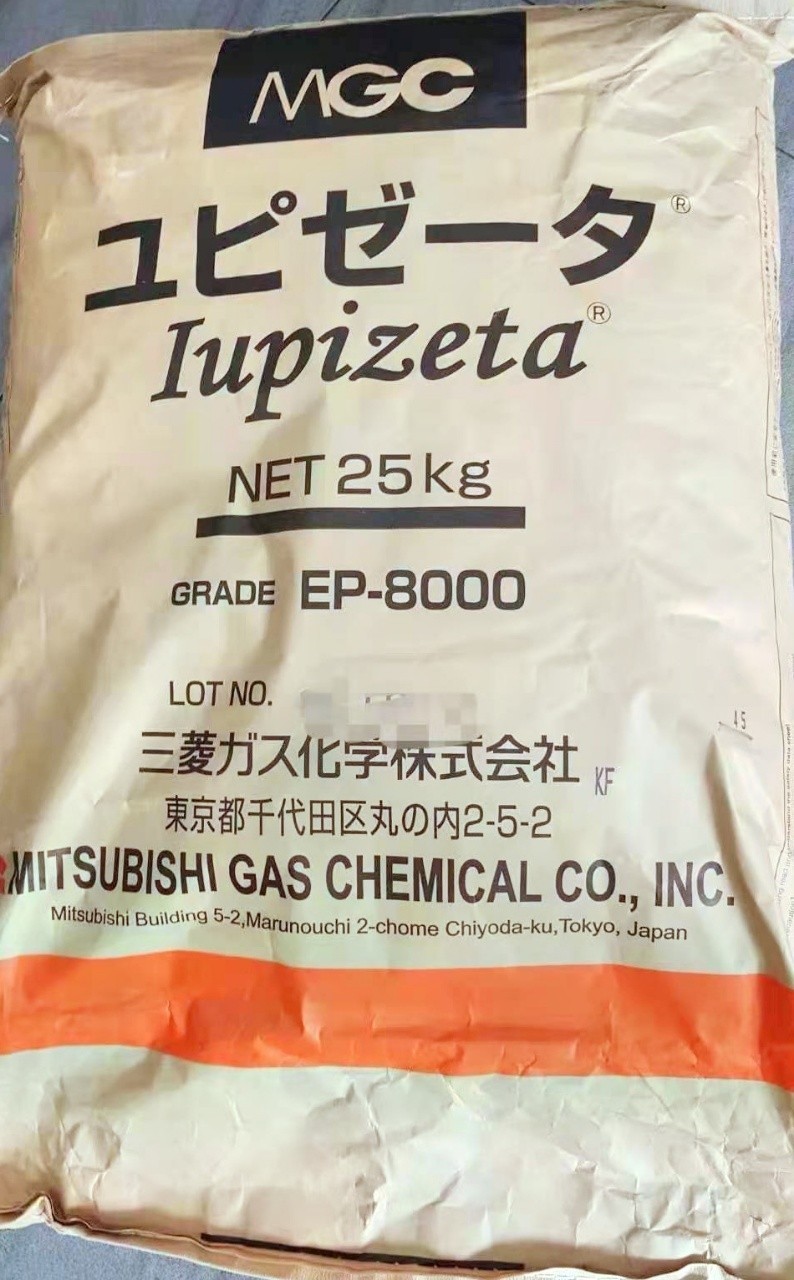 MGC
ユピゼータ®
Iupizeta®
NET 25kg
GRADE EP-8000
LOT NO.
三菱ガス化学株式会社
KF
東京都千代田区丸の内2-5-2
MITSUBISHI GAS CHEMICAL CO., INC.
Mitsubishi Building 5-2,Marunouchi 2-chome Chiyoda-ku,Tokyo, Japan